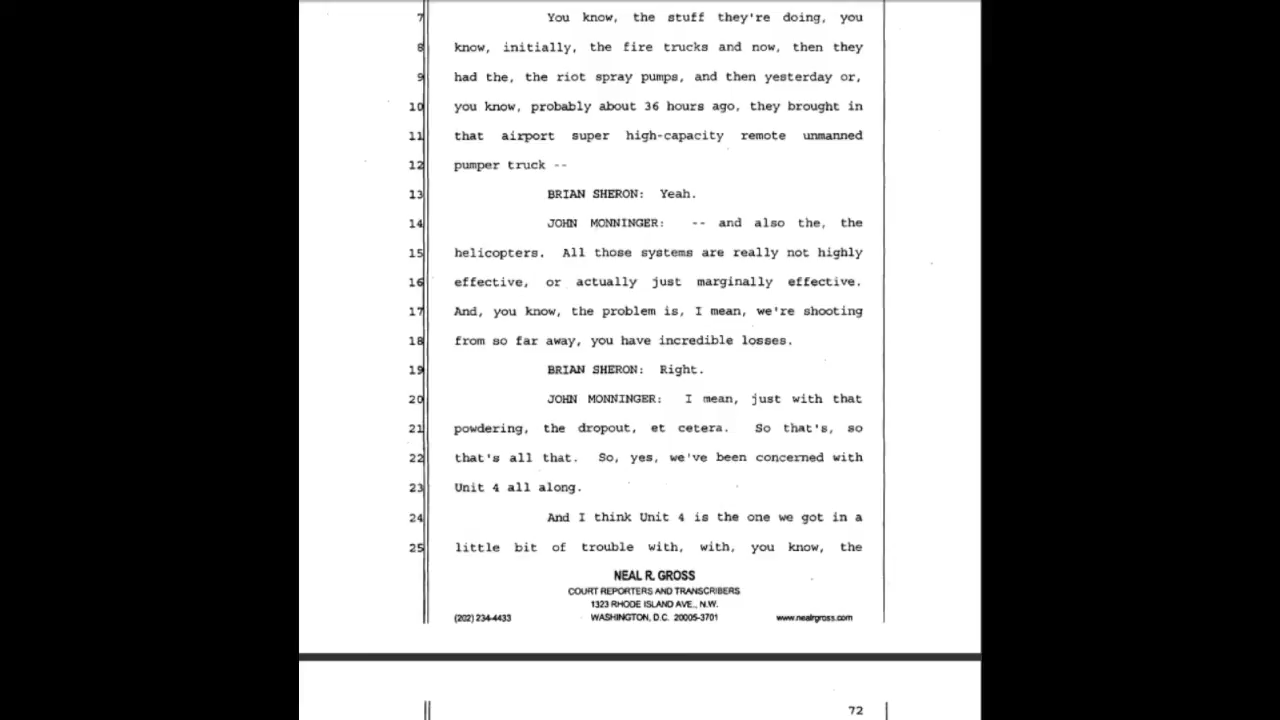 7 You know, the stuff they're doing, you
8 know, initially, the fire trucks and now, then they
9 had the, the riot spray pumps, and then yesterday or,
10 you know, probably about 36 hours ago, they brought in
11 that airport super high-capacity remote unmanned
12 pumper truck --
13 BRIAN SHERON: Yeah.
14 JOHN MONNINGER: -- and also the, the
15 helicopters. All those systems are really not highly
16 effective, or actually just marginally effective.
17 And, you know, the problem is, I mean, we're shooting
18 from so far away, you have incredible losses.
19 BRIAN SHERON: Right.
20 JOHN MONNINGER: I mean, just with that
21 powdering, the dropout, et cetera. So that's, so
22 that's all that. So, yes, we've been concerned with
23 Unit 4 all along.
24 And I think Unit 4 is the one we got in a
25 little bit of trouble with, with, you know, the
NEAL R. GROSS
COURT REPORTERS AND TRANSCRIBERS
1323 RHODE ISLAND AVE., N.W.
(202) 234-4433 WASHINGTON, D.C. 20005-3701 www.nealrgross.com
72